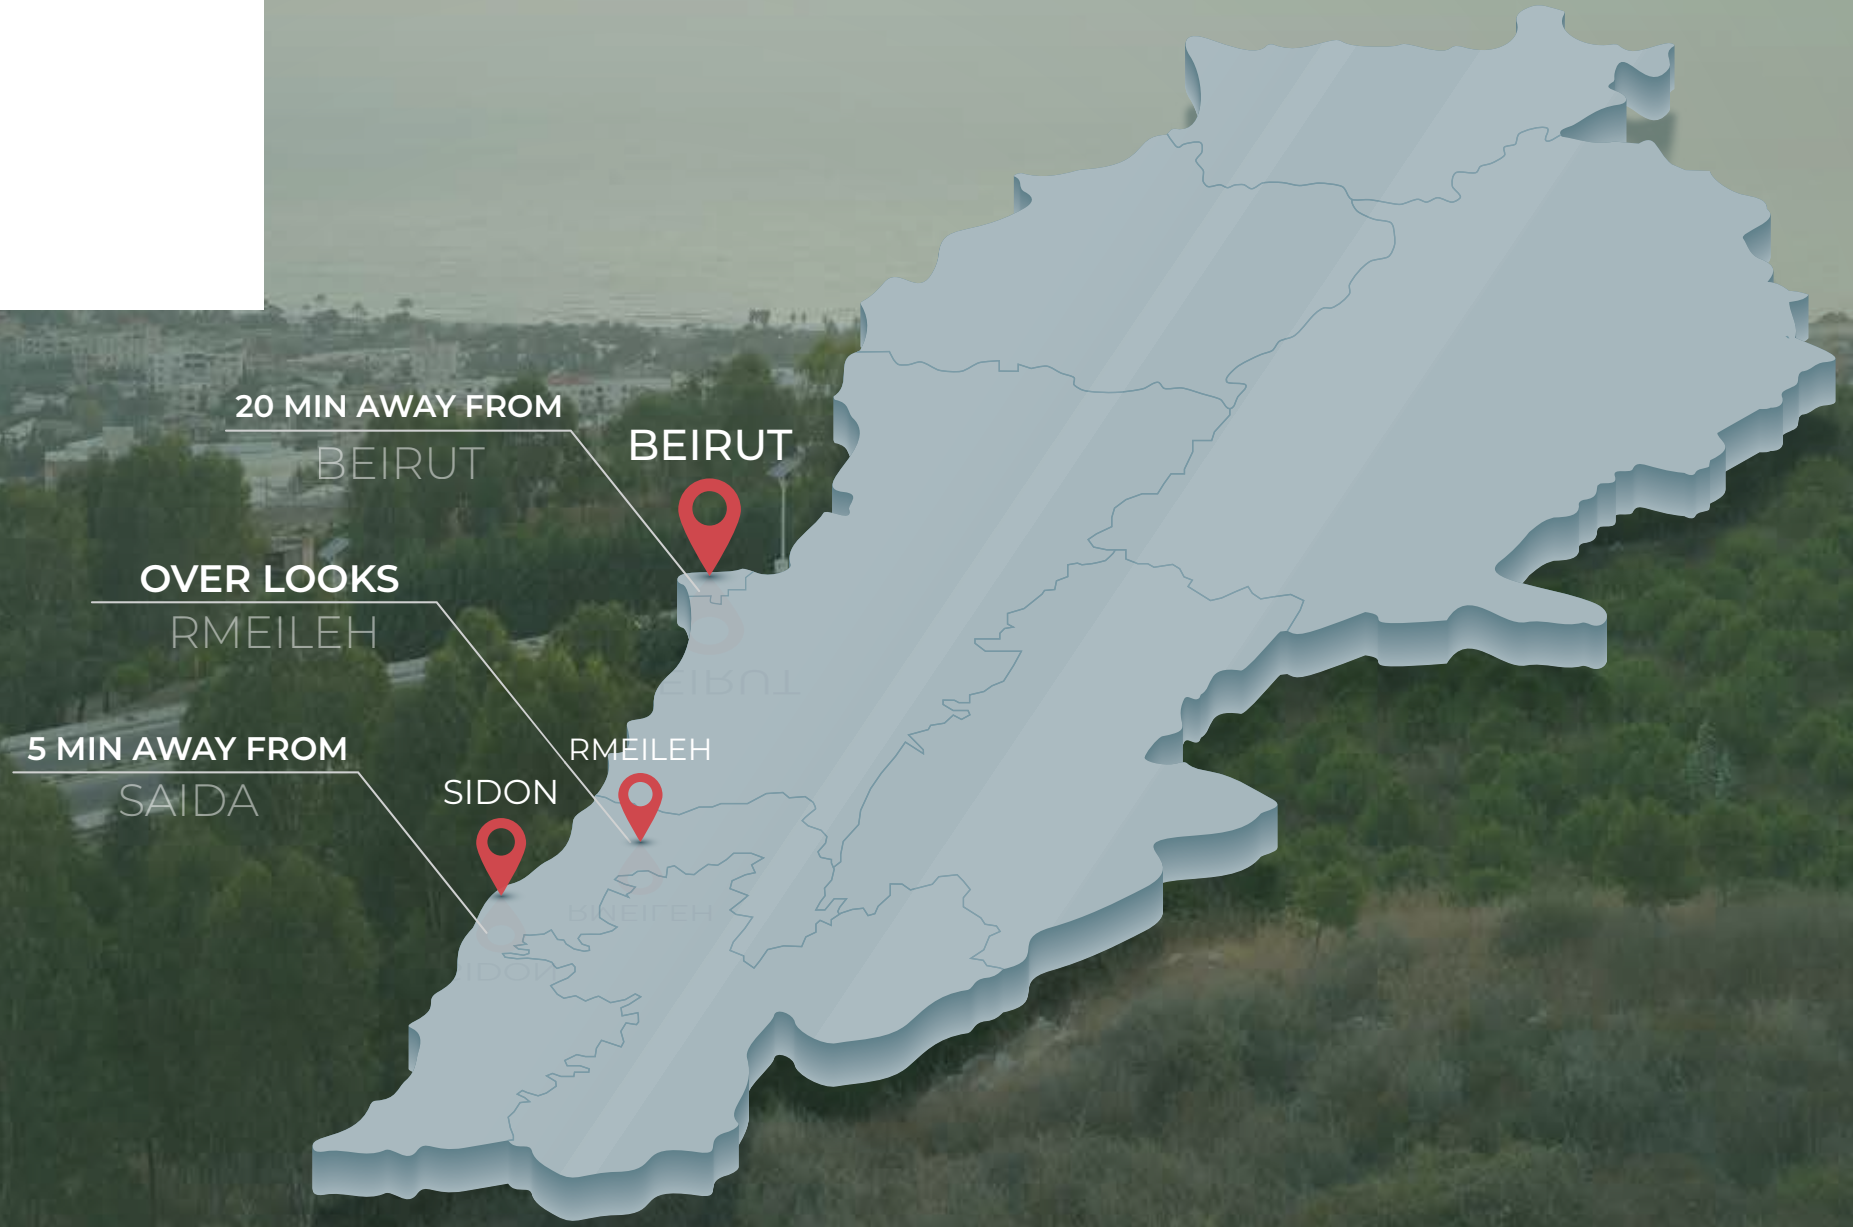 20 MIN AWAY FROM
BEIRUT
BEIRUT
OVER LOOKS
RMEILEH
5 MIN AWAY FROM
SAIDA
RMEILEH
SIDON